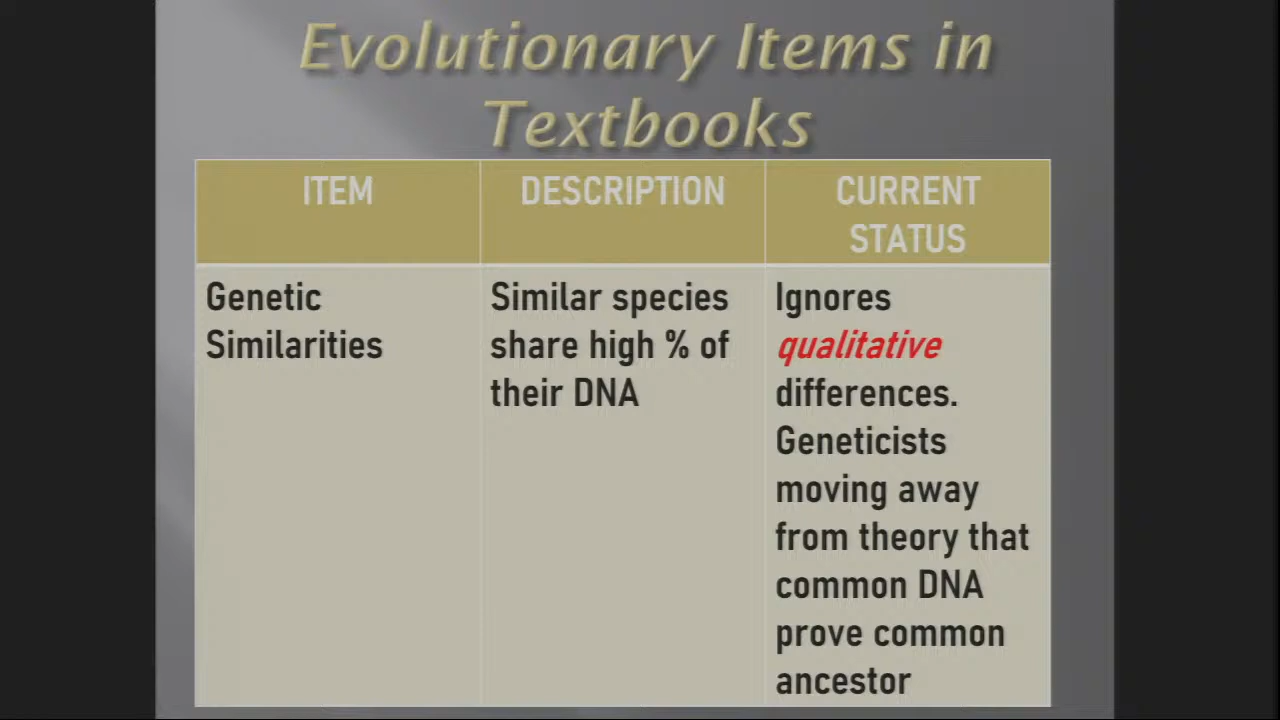 Evolutionary Items in
Textbooks
ITEM
DESCRIPTION
CURRENT
STATUS
Genetic
Similarities
Similar species
share high % of
their DNA
Ignores
qualitative
differences.
Geneticists
moving away
from theory that
common DNA
prove common
ancestor